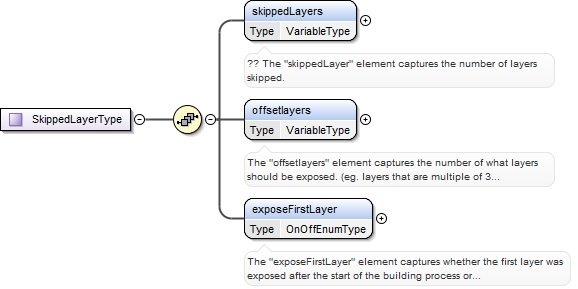 skippedLayers
Type VariableType
?? The "skippedLayer" element captures the number of layers
skipped.
SkippedLayerType
offsetlayers
Type VariableType
The "offsetlayers" element captures the number of what layers
should be exposed. (eg. layers that are multiple of 3...
exposeFirstLayer
Type OnOffEnumType
The "exposeFirstLayer" element captures whether the first layer was
exposed after the start of the building process or...